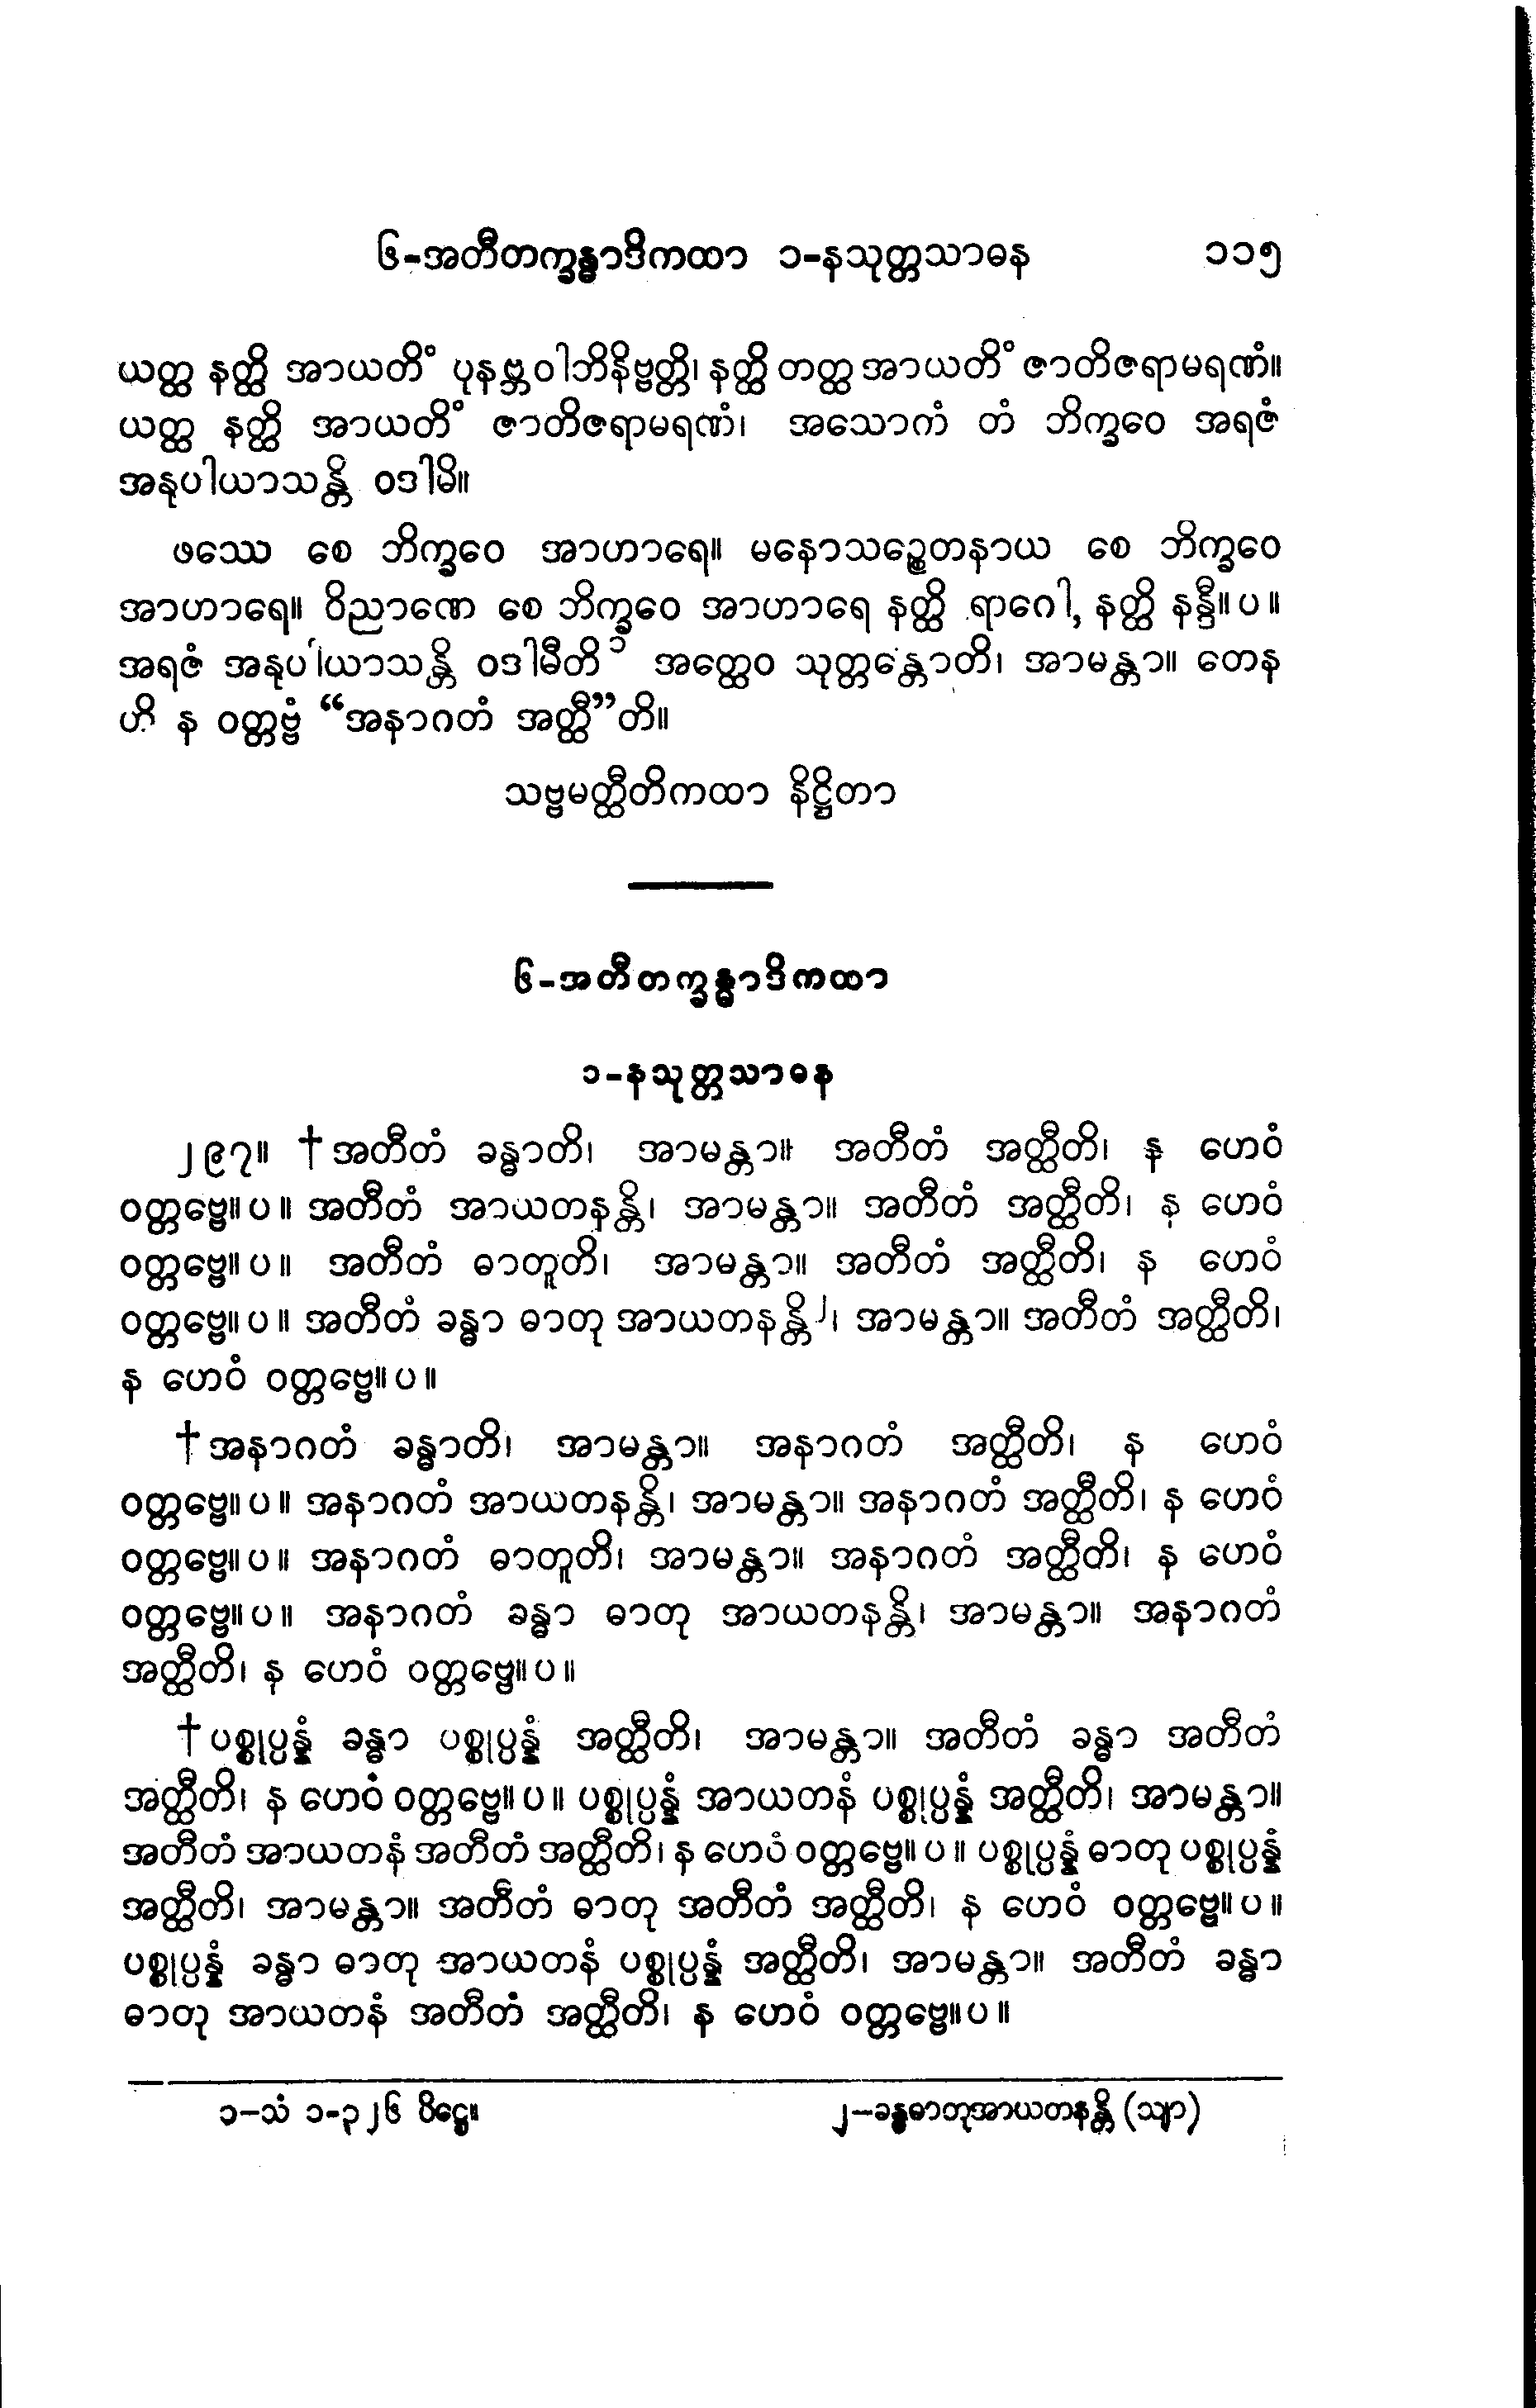 ၆-အတီတက္ခန္ဓာဒိကထာ ၁-နသုတ္တသာဓန ၁၁၅
ယတ္ထ နတ္ထိ အာယတိံ ပုနဗ္ဘဝါဘိနိဗ္ဗတ္တိ၊ နတ္ထိ တတ္ထ အာယတိံ ဇာတိဇရာမရဏံ။
ယတ္ထ နတ္ထိ အာယတိံ ဇာတိဇရာမရဏံ၊ အသောကံ တံ ဘိက္ခဝေ အရဇံ
အနုပါယာသန္တိ ဝဒါမိ။
ဖဿေ စေ ဘိက္ခဝေ အာဟာရေ။ မနောသဉ္စေတနာယ စေ ဘိက္ခဝေ
အာဟာရေ။ ဝိညာဏေ စေ ဘိက္ခဝေ အာဟာရေ နတ္ထိ ရာဂေါ, နတ္ထိ နန္ဒီ။ပ။
အရဇံ အနုပါယာသန္တိ ဝဒါမီတိ ၁ အတ္ထေဝ သုတ္တန္တောတိ၊ အာမန္တာ။ တေန
ဟိ န ဝတ္တဗ္ဗံ “အနာဂတံ အတ္ထီ”တိ။
သဗ္ဗမတ္ထီတိကထာ နိဋ္ဌိတာ
၆-အတီတက္ခန္ဓာဒိကထာ
၁-နသုတ္တသာဓန
၂၉၇။ †အတီတံ ခန္ဓာတိ၊ အာမန္တာ။ အတီတံ အတ္ထီတိ၊ န ဟေဝံ
ဝတ္တဗ္ဗေ။ပ။ အတီတံ အာယတနန္တိ၊ အာမန္တာ။ အတီတံ အတ္ထီတိ၊ န ဟေဝံ
ဝတ္တဗ္ဗေ။ပ။ အတီတံ ဓာတူတိ၊ အာမန္တာ။ အတီတံ အတ္ထီတိ၊ န ဟေဝံ
ဝတ္တဗ္ဗေ။ပ။ အတီတံ ခန္ဓာ ဓာတု အာယတနန္တိ၂၊ အာမန္တာ။ အတီတံ အတ္ထီတိ၊
န ဟေဝံ ဝတ္တဗ္ဗေ။ပ။
†အနာဂတံ ခန္ဓာတိ၊ အာမန္တာ။ အနာဂတံ အတ္ထီတိ၊ န ဟေဝံ
ဝတ္တဗ္ဗေ။ပ။ အနာဂတံ အာယတနန္တိ၊ အာမန္တာ။ အနာဂတံ အတ္ထီတိ၊ န ဟေဝံ
ဝတ္တဗ္ဗေ။ပ။ အနာဂတံ ဓာတူတိ၊ အာမန္တာ။ အနာဂတံ အတ္ထီတိ၊ န ဟေဝံ
ဝတ္တဗ္ဗေ။ပ။ အနာဂတံ ခန္ဓာ ဓာတု အာယတနန္တိ၊ အာမန္တာ။ အနာဂတံ
အတ္ထီတိ၊ န ဟေဝံ ဝတ္တဗ္ဗေ။ပ။
†ပစ္စုပ္ပန္နံ ခန္ဓာ ပစ္စုပ္ပန္နံ အတ္ထီတိ၊ အာမန္တာ။ အတီတံ ခန္ဓာ အတီတံ
အတ္ထီတိ၊ န ဟေဝံ ဝတ္တဗ္ဗေ။ပ။ ပစ္စုပ္ပန္နံ အာယတနံ ပစ္စုပ္ပန္နံ အတ္ထီတိ၊ အာမန္တာ။
အတီတံ အာယတနံ အတီတံ အတ္ထီတိ၊ န ဟေဝံ ဝတ္တဗ္ဗေ။ပ။ ပစ္စုပ္ပန္နံ ဓာတု ပစ္စုပ္ပန္နံ
အတ္ထီတိ၊ အာမန္တာ။ အတီတံ ဓာတု အတီတံ အတ္ထီတိ၊ န ဟေဝံ ဝတ္တဗ္ဗေ။ပ။
ပစ္စုပ္ပန္နံ ခန္ဓာ ဓာတု အာယတနံ ပစ္စုပ္ပန္နံ အတ္ထီတိ၊ အာမန္တာ။ အတီတံ ခန္ဓာ
ဓာတု အာယတနံ အတီတံ အတ္ထီတိ၊ န ဟေဝံ ဝတ္တဗ္ဗေ။ပ။
၁-သံ ၁-၃၂၆ ပိဋ္ဌေ။ ၂-ခန္ဓဓာတုအာယတနန္တိ (သျာ)